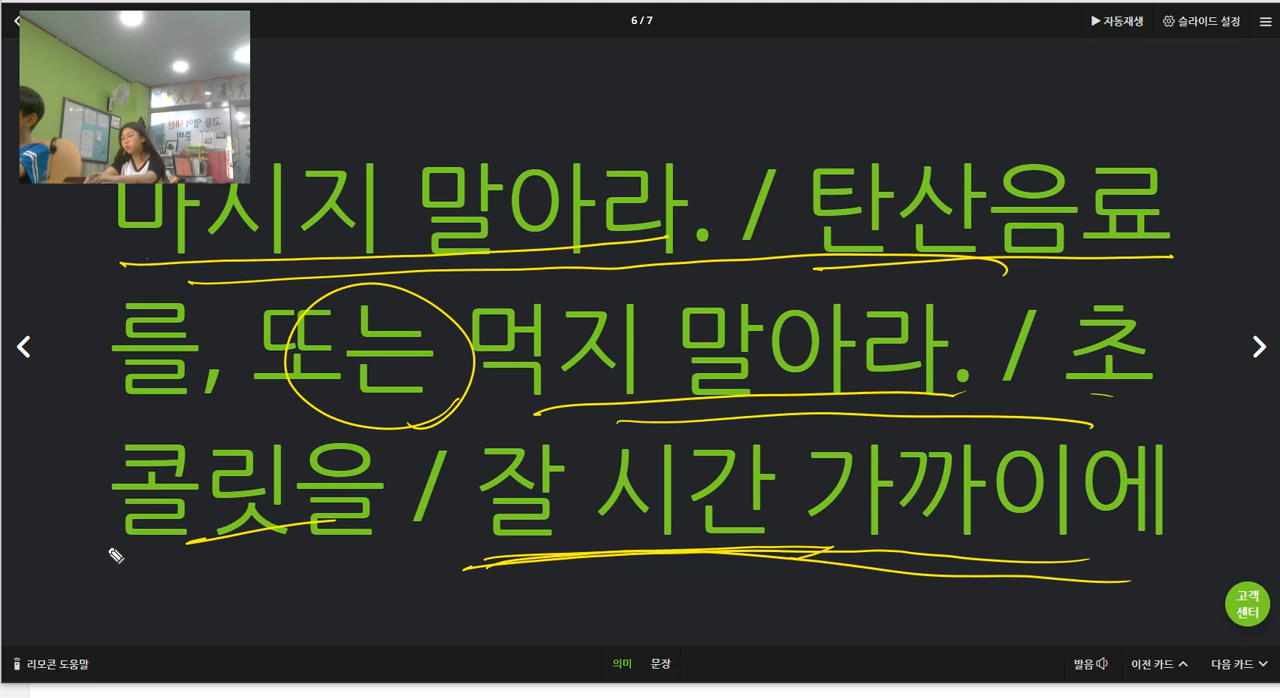 6 / 7
자동재생
슬라이드 설정
마시지 말아라. / 탄산음료
를, 또는 먹지 말아라. / 초
콜릿을 / 잘 시간 가까이에
고객
센터
리모콘 도움말
의미
문장
발음
이전 카드
다음 카드